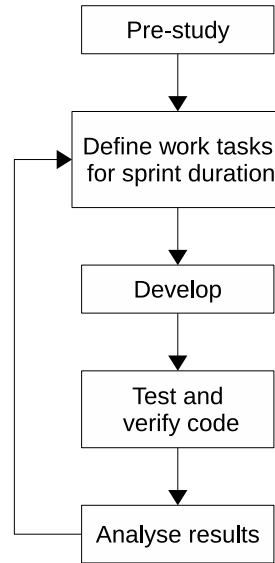 Pre-study
Define work tasks
for sprint duration
Develop
Test and
verify code
Analyse results